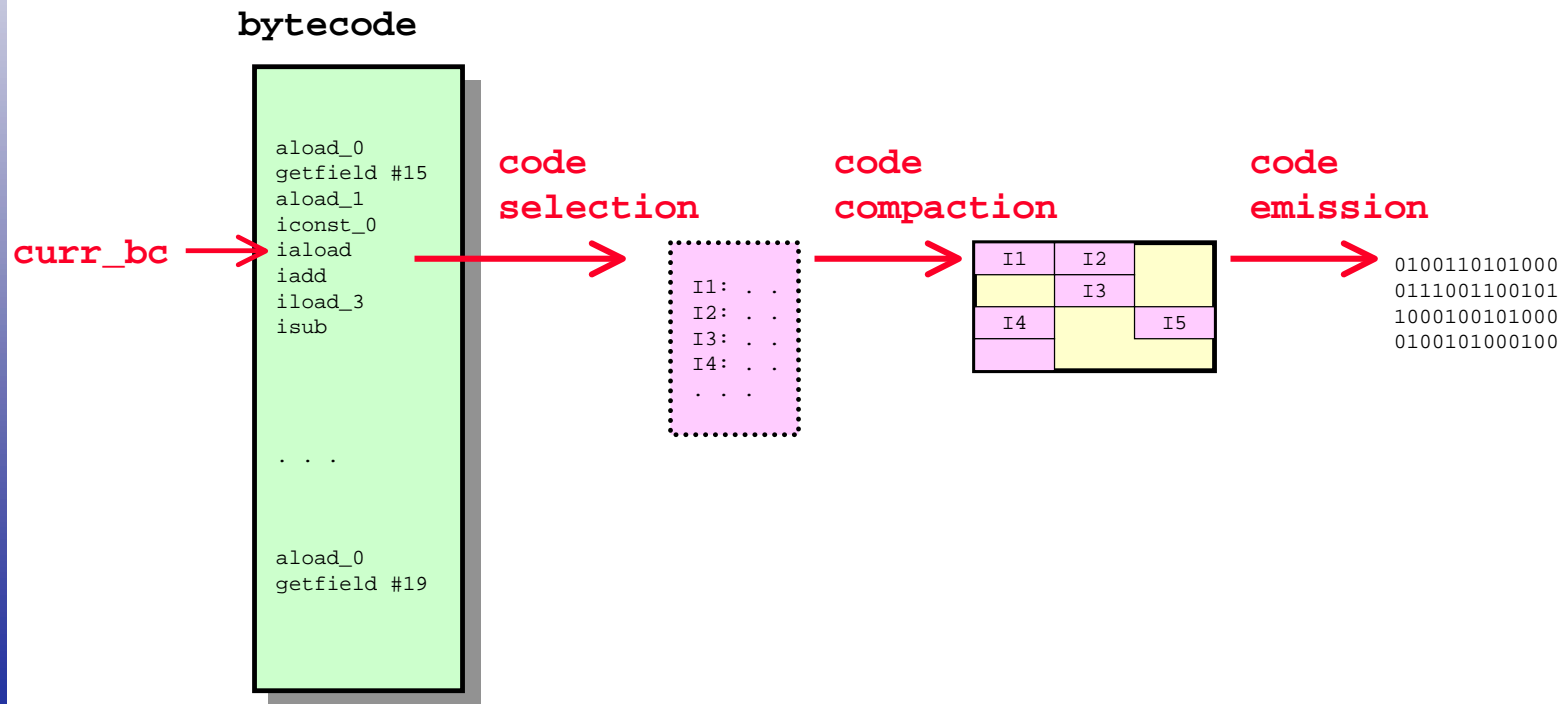 bytecode
aload_0
getfield #15
aload_1
iconst_0
iaload
iadd
iload_3
isub
. . .
aload_0
getfield #19
curr_bc
code
selection
I1: . .
I2: . .
I3: . .
I4: . .
. . .
code
compaction
I1 I2
I3
I4 I5
code
emission
0100110101000
0111001100101
1000100101000
0100101000100